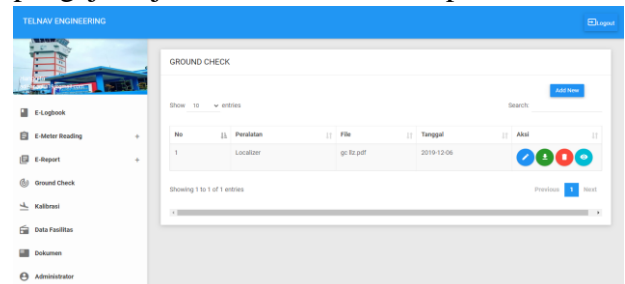 TELNAV ENGINEERING
Logout
E-Logbook
E-Meter Reading +
E-Report +
Ground Check
Kalibrasi
Data Fasilitas
Dokumen
Administrator
GROUND CHECK
Add New
Show 10 entries
Search:
No Peralatan File Tanggal Aksi
1 Localizer gc llz.pdf 2019-12-06
Showing 1 to 1 of 1 entries
Previous 1 Next